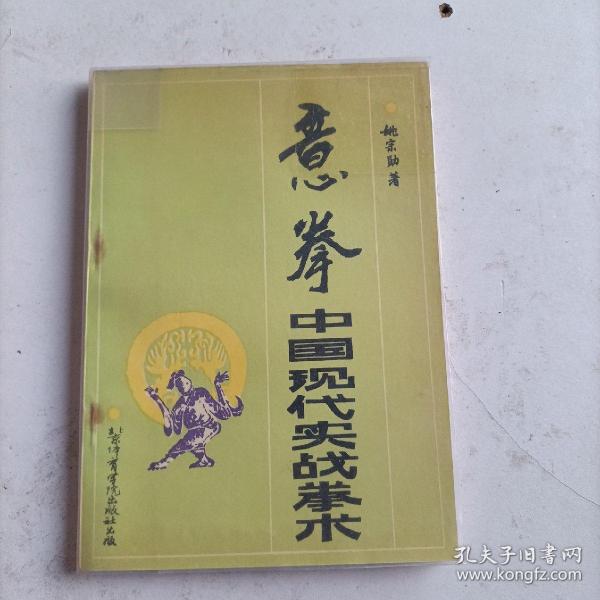 姚宗勋著
意拳
中国现代实战拳术
北京体育学院出版社出版
孔夫子旧书网
www.kongfz.com